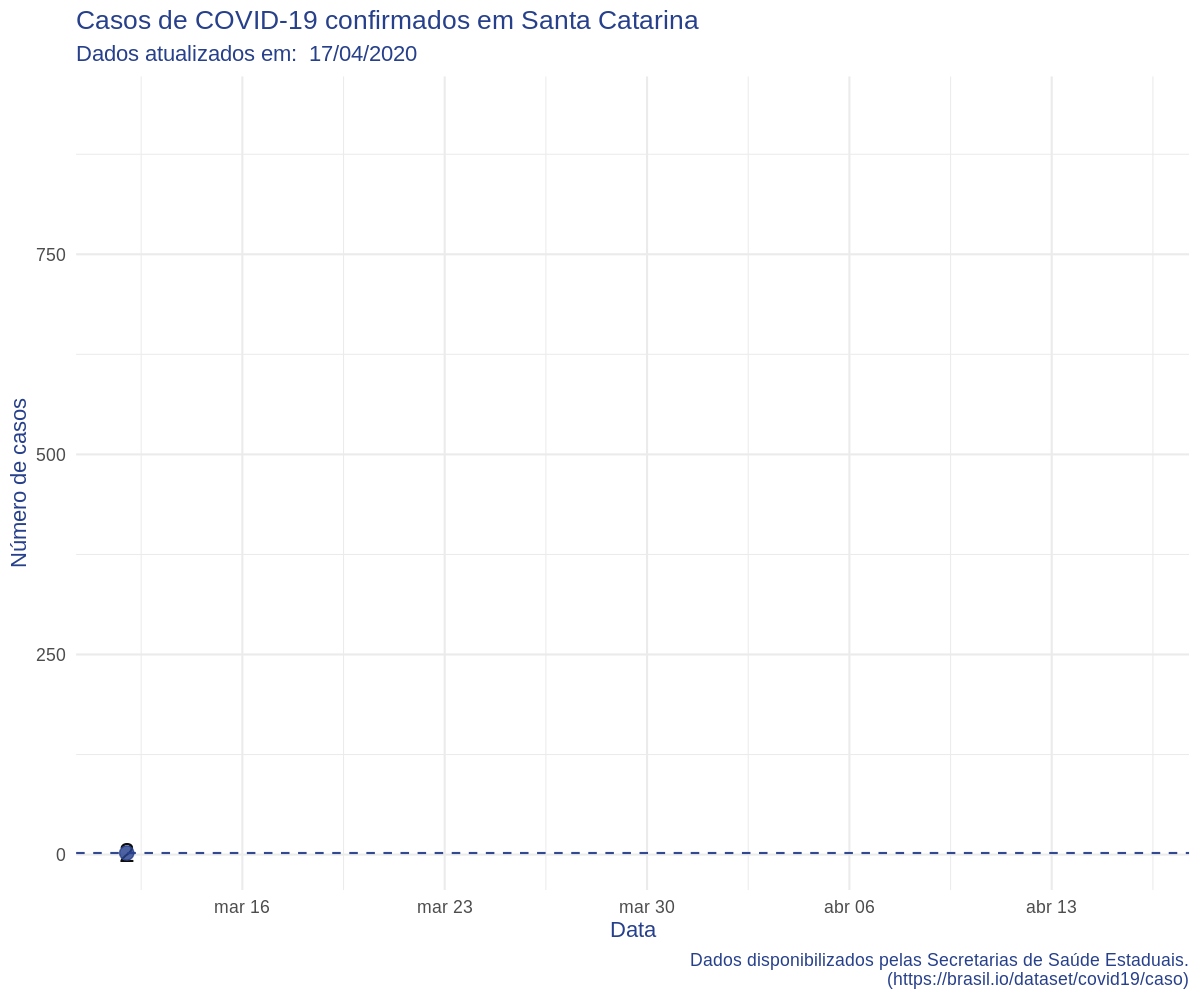 Casos de COVID-19 confirmados em Santa Catarina
Dados atualizados em:  17/04/2020
Número de casos
750
500
250
0
2
mar 16
mar 23
mar 30
abr 06
abr 13
Data
Dados disponibilizados pelas Secretarias de Saúde Estaduais.
(https://brasil.io/dataset/covid19/caso)